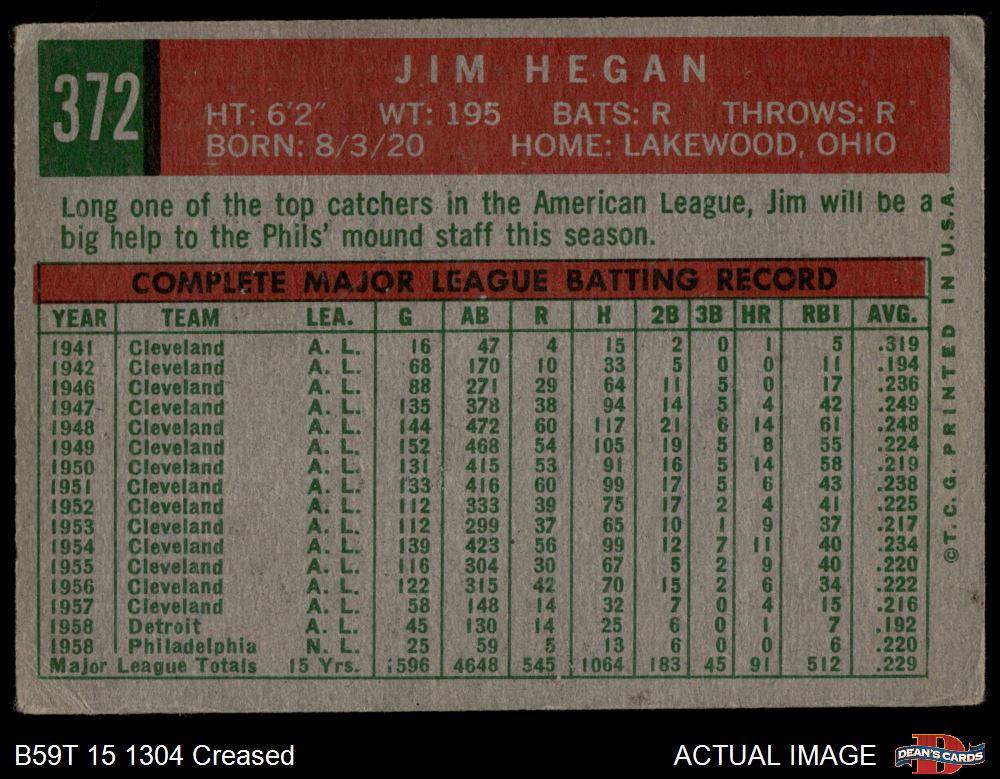 372
JIM HEGAN
HT: 6'2" WT: 195 BATS: R THROWS: R
BORN: 8/3/20 HOME: LAKEWOOD, OHIO
Long one of the top catchers in the American League, Jim will be a
big help to the Phils' mound staff this season.
COMPLETE MAJOR LEAGUE BATTING RECORD
YEAR TEAM LEA. G AB R H 2B 3B HR RBI AVG.
1941 Cleveland A. L. 16 47 4 15 2 0 1 5 .319
1942 Cleveland A. L. 68 170 10 33 5 0 0 11 .194
1946 Cleveland A. L. 88 271 29 64 11 5 0 17 .236
1947 Cleveland A. L. 135 378 38 94 14 5 4 42 .249
1948 Cleveland A. L. 144 472 60 117 21 6 14 61 .248
1949 Cleveland A. L. 152 468 54 105 19 5 8 55 .224
1950 Cleveland A. L. 131 415 53 91 16 5 14 58 .219
1951 Cleveland A. L. 133 416 60 99 17 5 6 43 .238
1952 Cleveland A. L. 112 333 39 75 17 2 4 41 .225
1953 Cleveland A. L. 112 299 37 65 10 1 9 37 .217
1954 Cleveland A. L. 139 423 56 99 12 7 11 40 .234
1955 Cleveland A. L. 116 304 30 67 5 2 9 40 .220
1956 Cleveland A. L. 122 315 42 70 15 2 6 34 .222
1957 Cleveland A. L. 58 148 14 32 7 0 4 15 .216
1958 Detroit A. L. 45 130 14 25 6 0 1 7 .192
1958 Philadelphia N. L. 25 59 5 13 6 0 0 6 .220
Major League Totals 15 Yrs. 1596 4648 545 1064 183 45 91 512 .229
©T.C.G. PRINTED IN U.S.A.
B59T 15 1304 Creased
ACTUAL IMAGE
D
DEAN'S CARDS